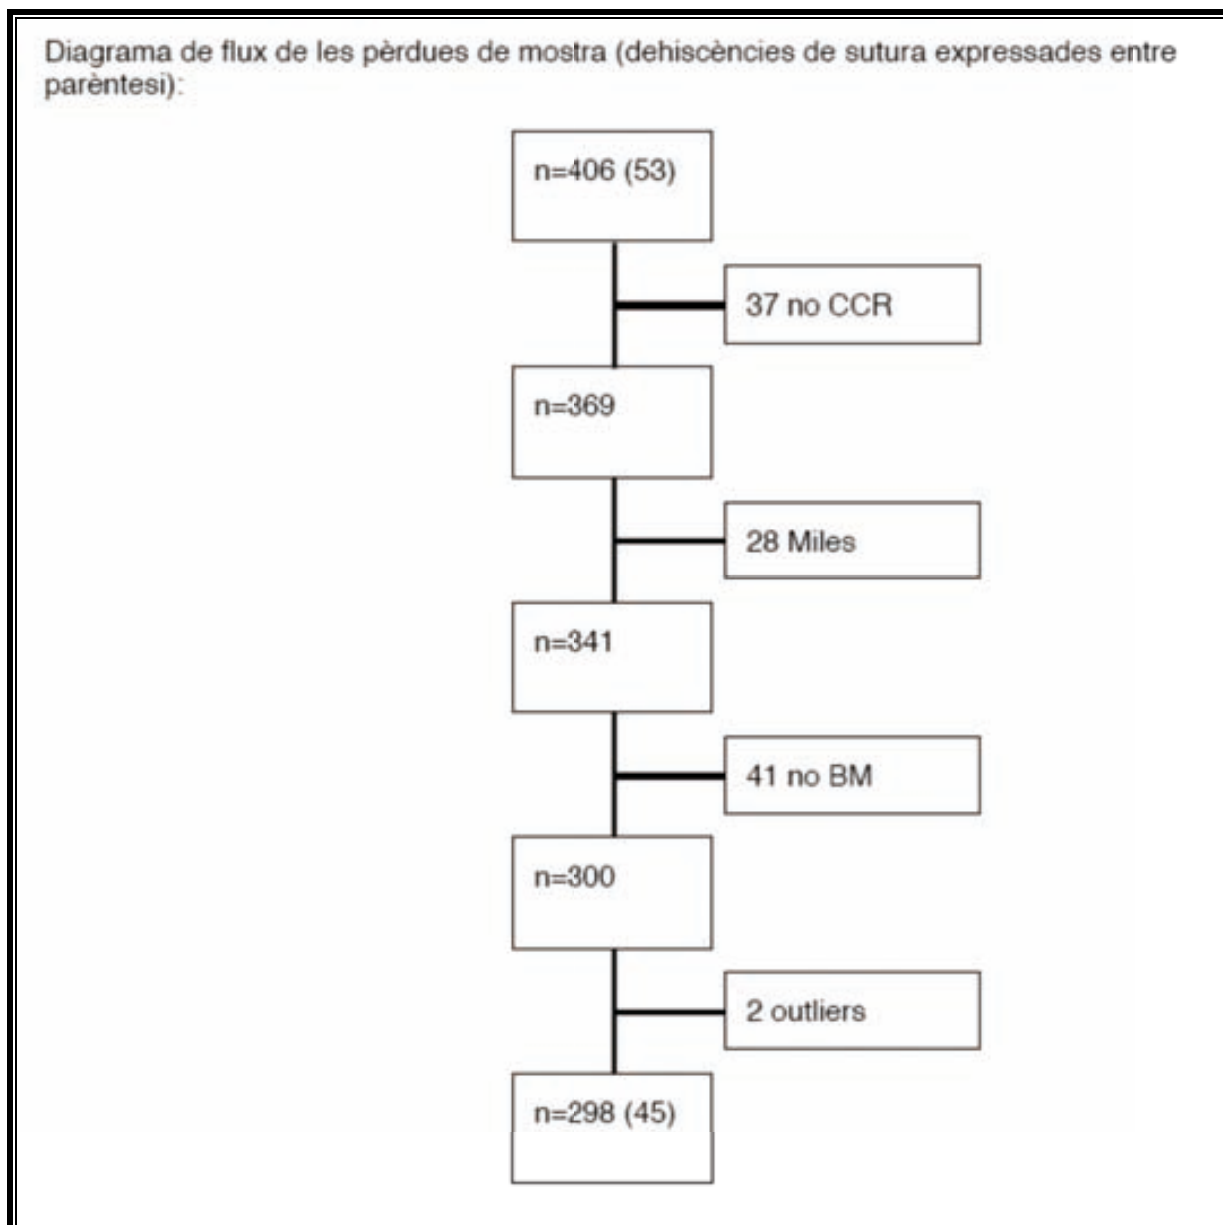 Diagrama de flux de les pèrdues de mostra (dehiscències de sutura expressades entre
parèntesi):
n=406 (53)
37 no CCR
n=369
28 Miles
n=341
41 no BM
n=300
2 outliers
n=298 (45)